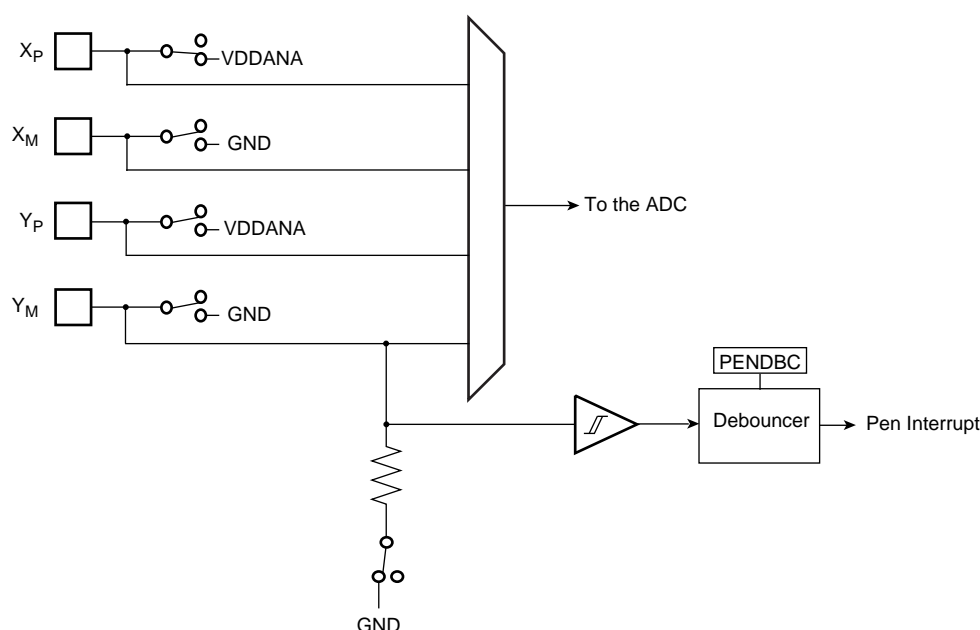 XP
VDDANA
XM
GND
YP
VDDANA
To the ADC
YM
GND
PENDBC
Debouncer
Pen Interrupt
GND